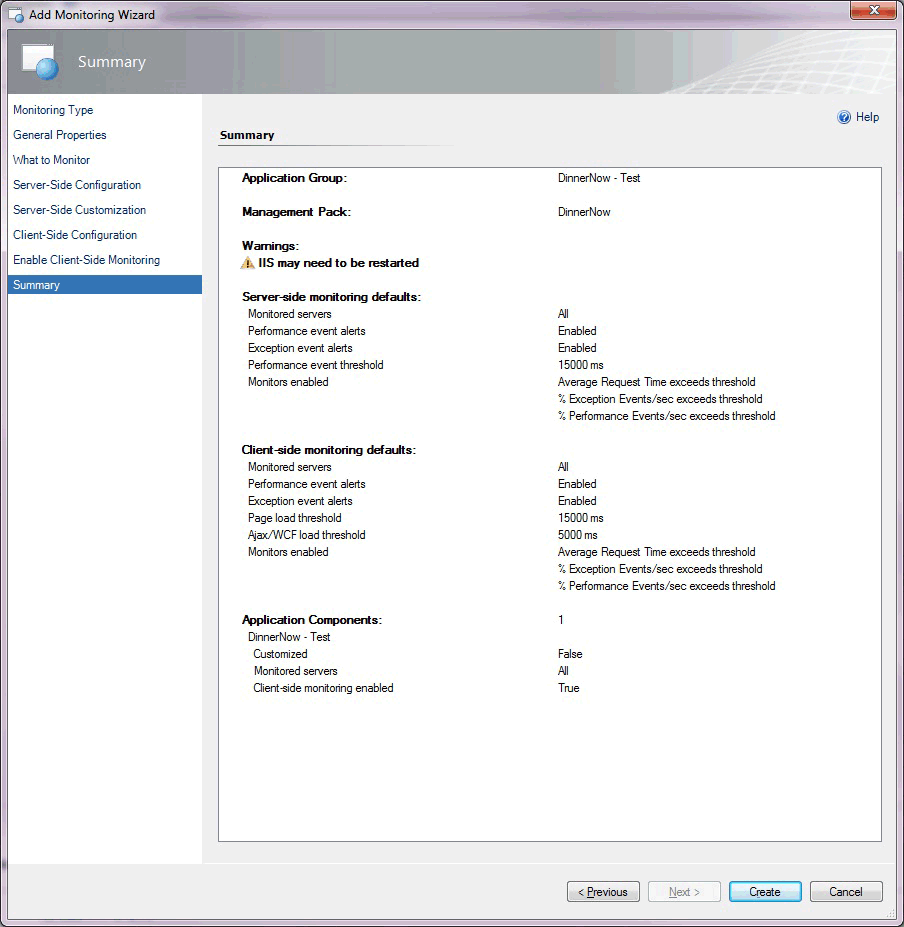 Add Monitoring Wizard
Summary
Monitoring Type
General Properties
What to Monitor
Server-Side Configuration
Server-Side Customization
Client-Side Configuration
Enable Client-Side Monitoring
Summary
Help
Summary
Application Group: DinnerNow - Test
Management Pack: DinnerNow
Warnings:
IIS may need to be restarted
Server-side monitoring defaults:
Monitored servers All
Performance event alerts Enabled
Exception event alerts Enabled
Performance event threshold 15000 ms
Monitors enabled Average Request Time exceeds threshold
% Exception Events/sec exceeds threshold
% Performance Events/sec exceeds threshold
Client-side monitoring defaults:
Monitored servers All
Performance event alerts Enabled
Exception event alerts Enabled
Page load threshold 15000 ms
Ajax/WCF load threshold 5000 ms
Monitors enabled Average Request Time exceeds threshold
% Exception Events/sec exceeds threshold
% Performance Events/sec exceeds threshold
Application Components: 1
DinnerNow - Test
Customized False
Monitored servers All
Client-side monitoring enabled True
< Previous Next > Create Cancel